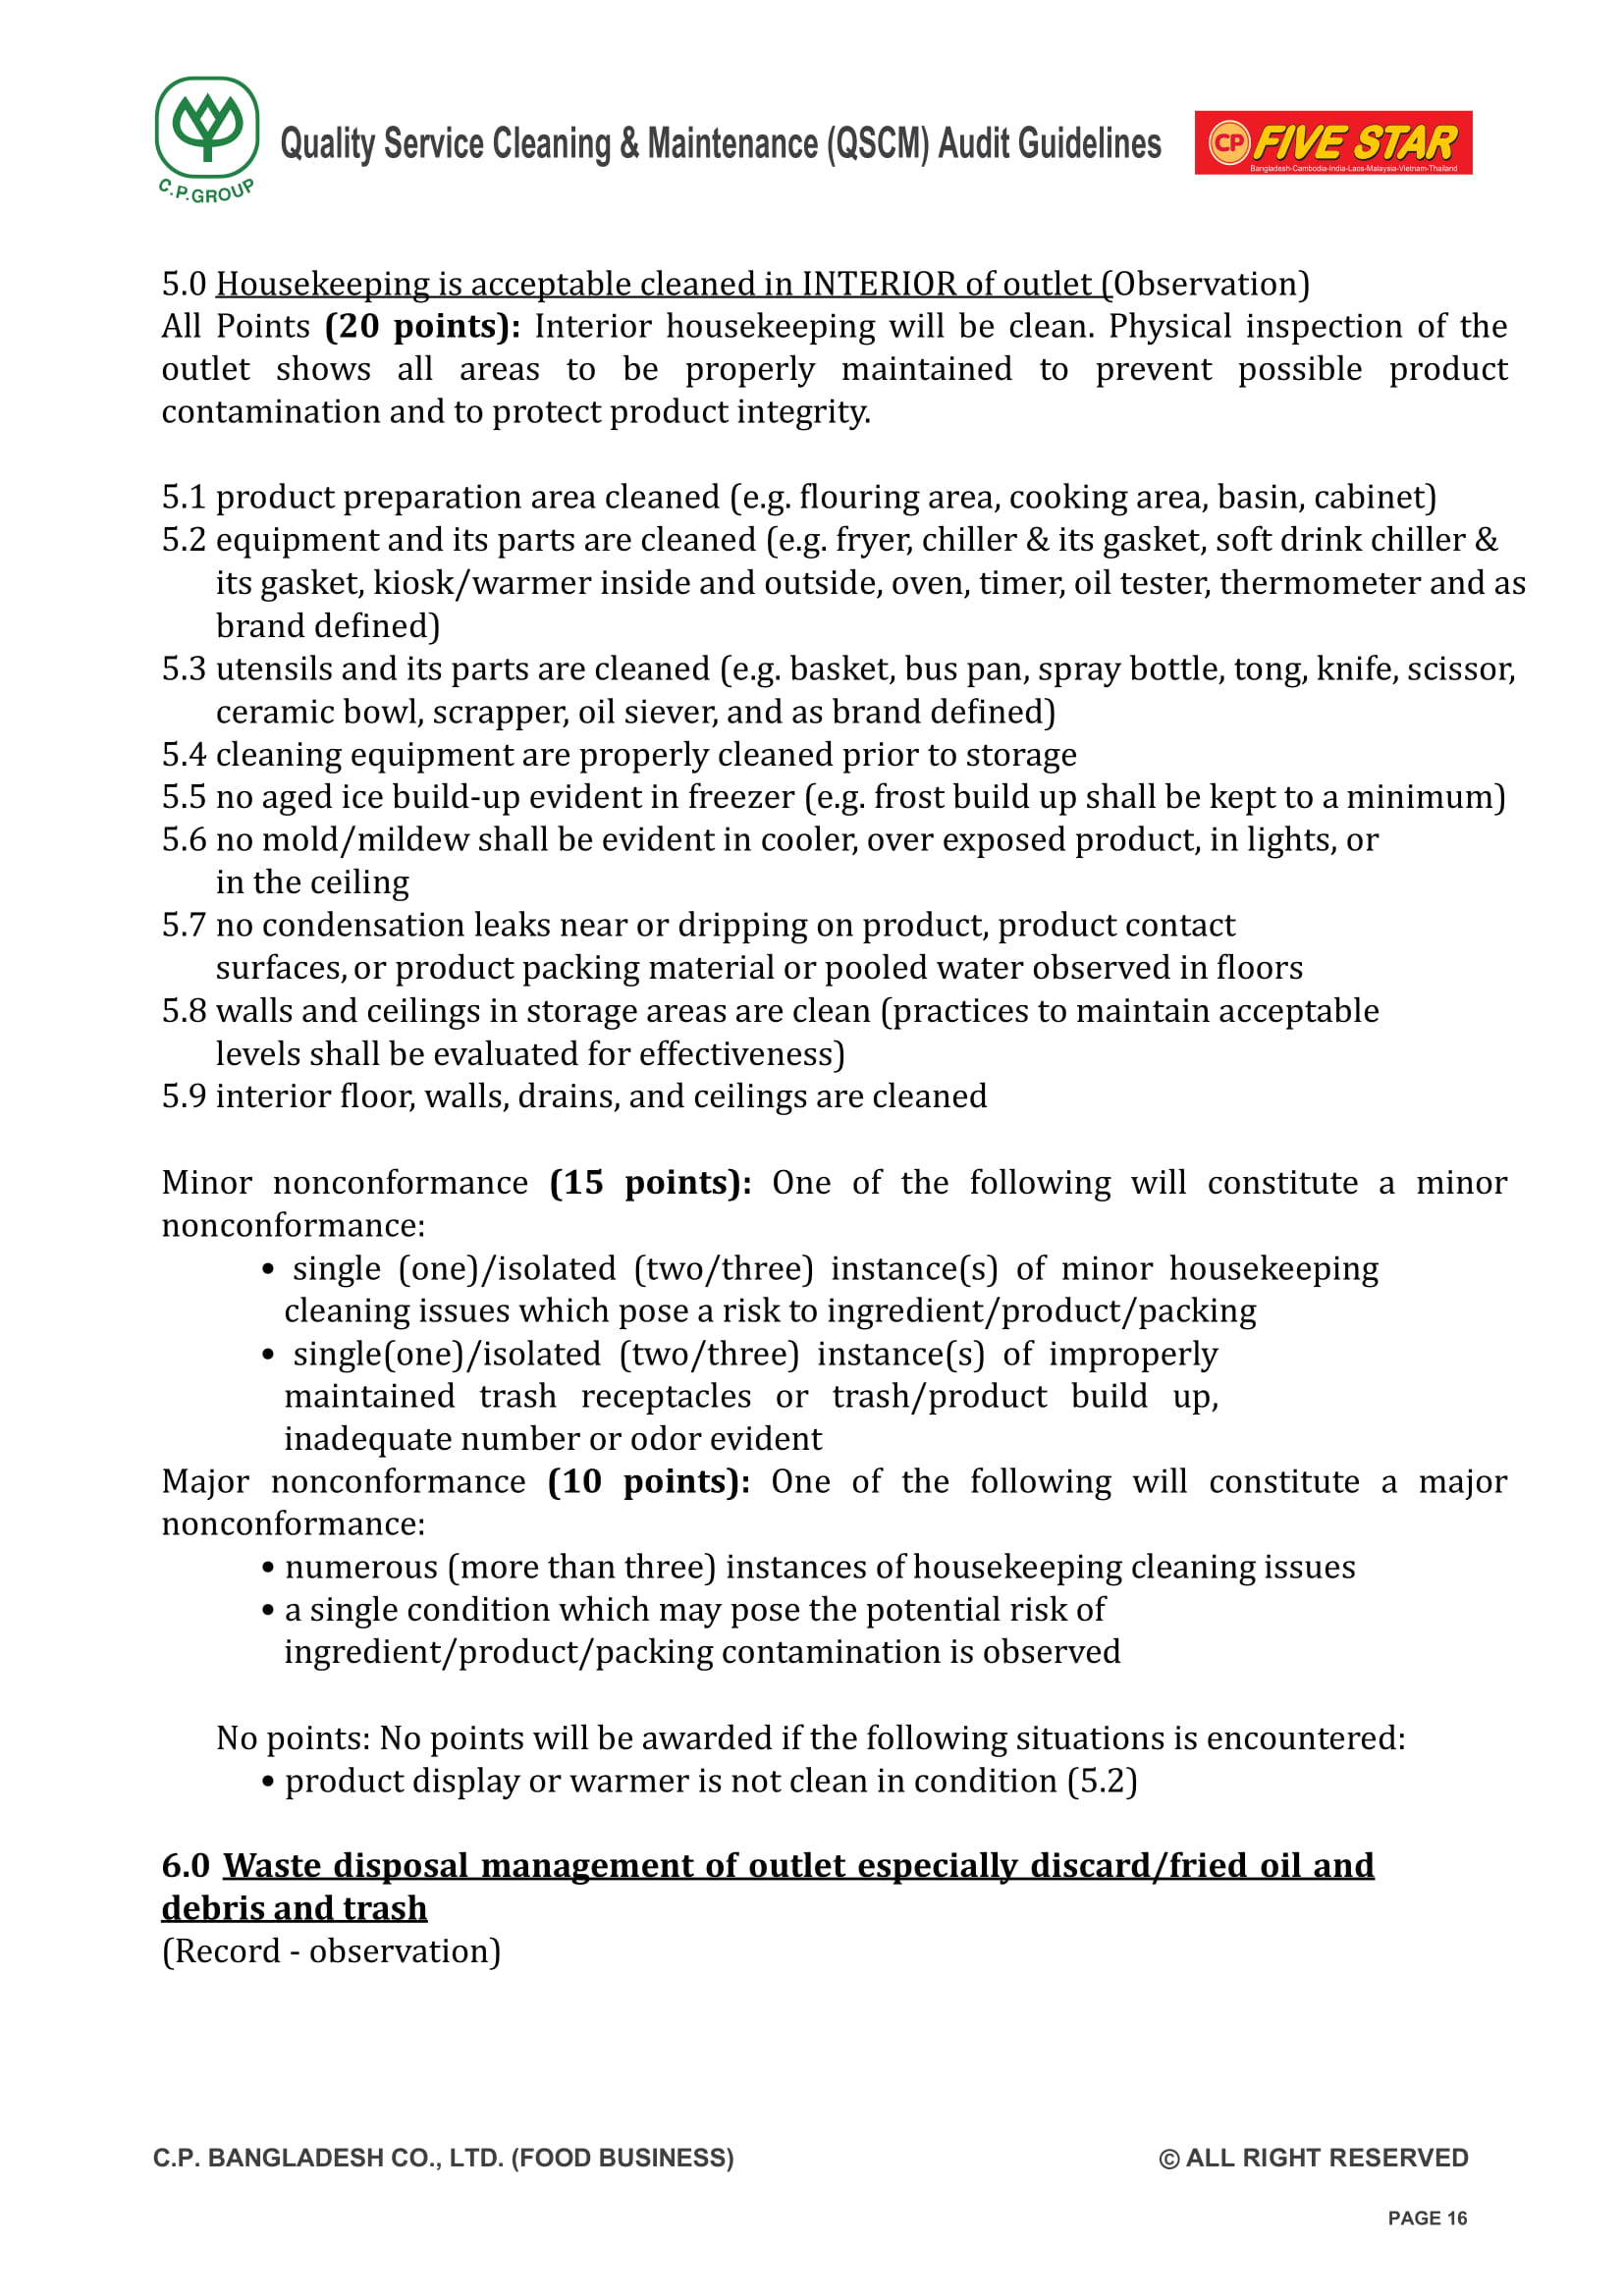 C.P.GROUP
Quality Service Cleaning & Maintenance (QSCM) Audit Guidelines
CP FIVE STAR
Bangladesh-Cambodia-India-Laos-Malaysia-Vietnam-Thailand
5.0 Housekeeping is acceptable cleaned in INTERIOR of outlet (Observation)
All Points (20 points): Interior housekeeping will be clean. Physical inspection of the
outlet shows all areas to be properly maintained to prevent possible product
contamination and to protect product integrity.
5.1 product preparation area cleaned (e.g. flouring area, cooking area, basin, cabinet)
5.2 equipment and its parts are cleaned (e.g. fryer, chiller & its gasket, soft drink chiller &
its gasket, kiosk/warmer inside and outside, oven, timer, oil tester, thermometer and as
brand defined)
5.3 utensils and its parts are cleaned (e.g. basket, bus pan, spray bottle, tong, knife, scissor,
ceramic bowl, scrapper, oil siever, and as brand defined)
5.4 cleaning equipment are properly cleaned prior to storage
5.5 no aged ice build-up evident in freezer (e.g. frost build up shall be kept to a minimum)
5.6 no mold/mildew shall be evident in cooler, over exposed product, in lights, or
in the ceiling
5.7 no condensation leaks near or dripping on product, product contact
surfaces, or product packing material or pooled water observed in floors
5.8 walls and ceilings in storage areas are clean (practices to maintain acceptable
levels shall be evaluated for effectiveness)
5.9 interior floor, walls, drains, and ceilings are cleaned
Minor nonconformance (15 points): One of the following will constitute a minor
nonconformance:
• single (one)/isolated (two/three) instance(s) of minor housekeeping
cleaning issues which pose a risk to ingredient/product/packing
• single(one)/isolated (two/three) instance(s) of improperly
maintained trash receptacles or trash/product build up,
inadequate number or odor evident
Major nonconformance (10 points): One of the following will constitute a major
nonconformance:
• numerous (more than three) instances of housekeeping cleaning issues
• a single condition which may pose the potential risk of
ingredient/product/packing contamination is observed
No points: No points will be awarded if the following situations is encountered:
• product display or warmer is not clean in condition (5.2)
6.0 Waste disposal management of outlet especially discard/fried oil and
debris and trash
(Record - observation)
C.P. BANGLADESH CO., LTD. (FOOD BUSINESS)
© ALL RIGHT RESERVED
PAGE 16